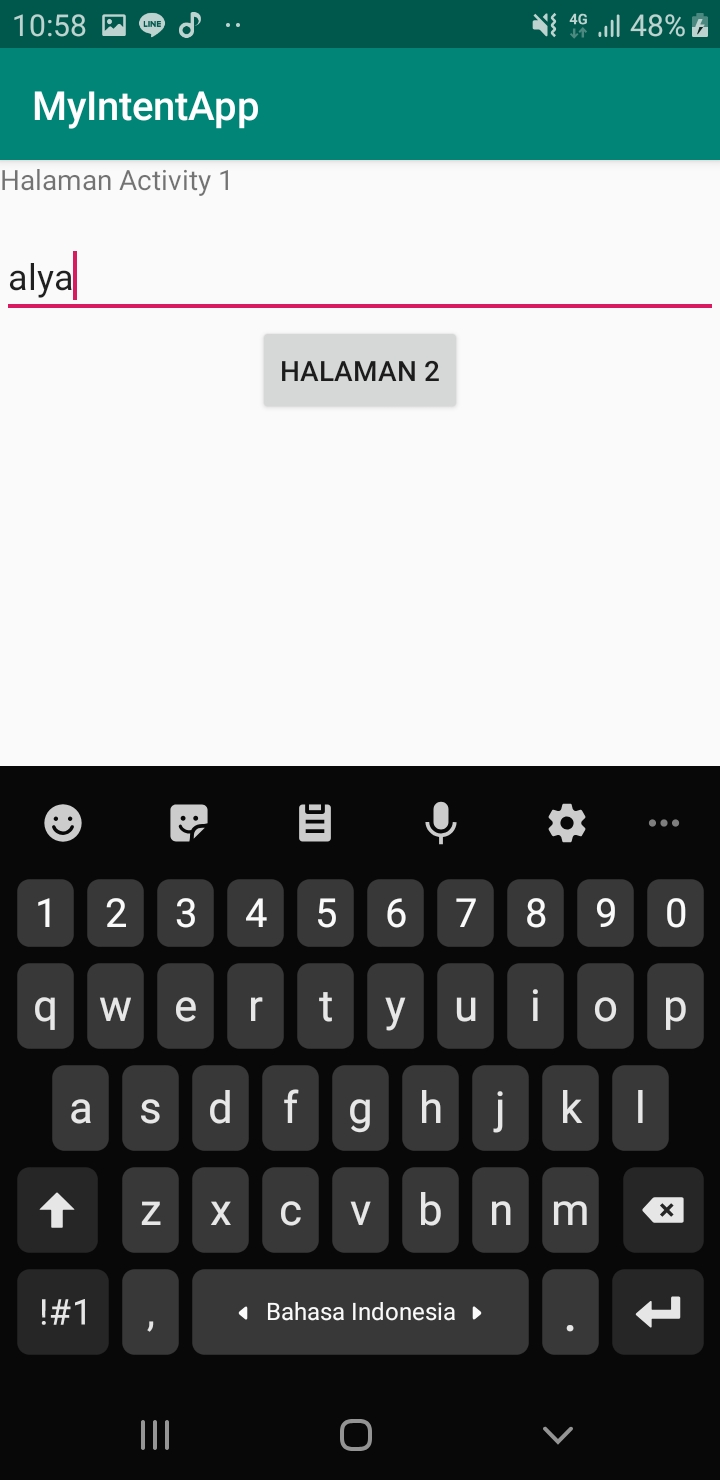 10:58 LINE 4G 48%
MyIntentApp
Halaman Activity 1
alya
HALAMAN 2
1 2 3 4 5 6 7 8 9 0
q w e r t y u i o p
a s d f g h j k l
z x c v b n m
!#1 , Bahasa Indonesia .